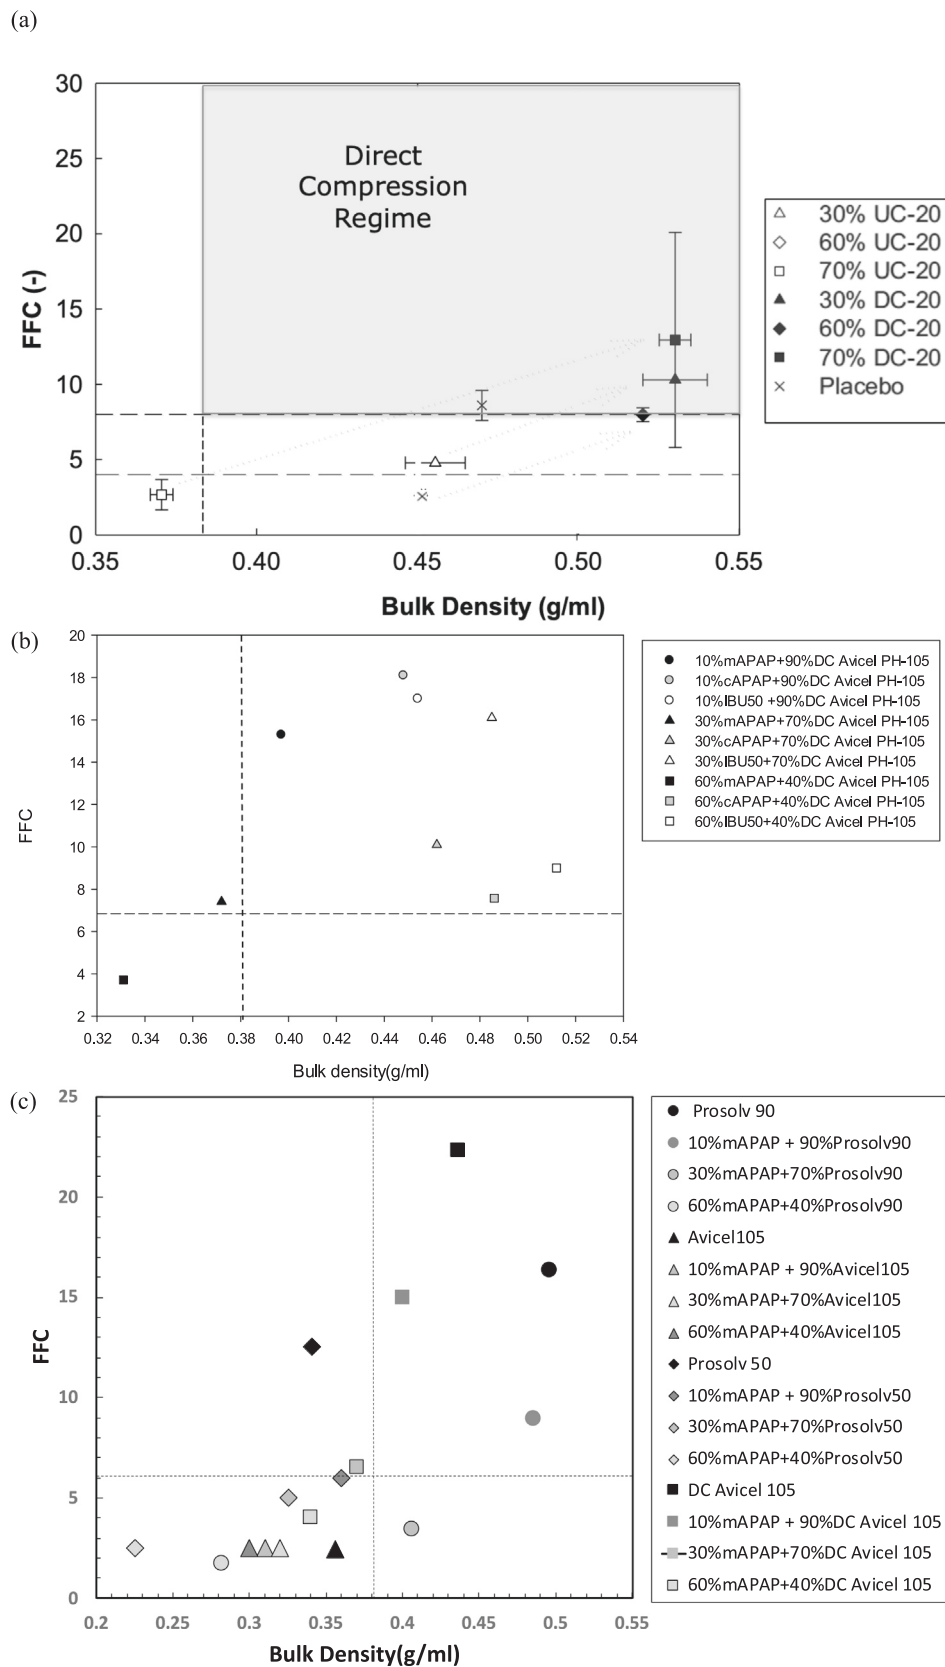 (a)
30
25
20
15
10
5
0
FFC (-)
Direct
Compression
Regime
0.35
0.40
0.45
0.50
0.55
Bulk Density (g/ml)
30% UC-20
60% UC-20
70% UC-20
30% DC-20
60% DC-20
70% DC-20
Placebo
(b)
20
18
16
14
12
10
8
6
4
2
FFC
0.32
0.34
0.36
0.38
0.40
0.42
0.44
0.46
0.48
0.50
0.52
0.54
Bulk density(g/ml)
10%mAPAP+90%DC Avicel PH-105
10%cAPAP+90%DC Avicel PH-105
10%IBU50 +90%DC Avicel PH-105
30%mAPAP+70%DC Avicel PH-105
30%cAPAP+70%DC Avicel PH-105
30%IBU50+70%DC Avicel PH-105
60%mAPAP+40%DC Avicel PH-105
60%cAPAP+40%DC Avicel PH-105
60%IBU50+40%DC Avicel PH-105
(c)
25
20
15
10
5
0
FFC
0.2
0.25
0.3
0.35
0.4
0.45
0.5
0.55
Bulk Density(g/ml)
Prosolv 90
10%mAPAP + 90%Prosolv90
30%mAPAP+70%Prosolv90
60%mAPAP+40%Prosolv90
Avicel105
10%mAPAP + 90%Avicel105
30%mAPAP+70%Avicel105
60%mAPAP+40%Avicel105
Prosolv 50
10%mAPAP + 90%Prosolv50
30%mAPAP+70%Prosolv50
60%mAPAP+40%Prosolv50
DC Avicel 105
10%mAPAP + 90%DC Avicel 105
30%mAPAP+70%DC Avicel 105
60%mAPAP+40%DC Avicel 105